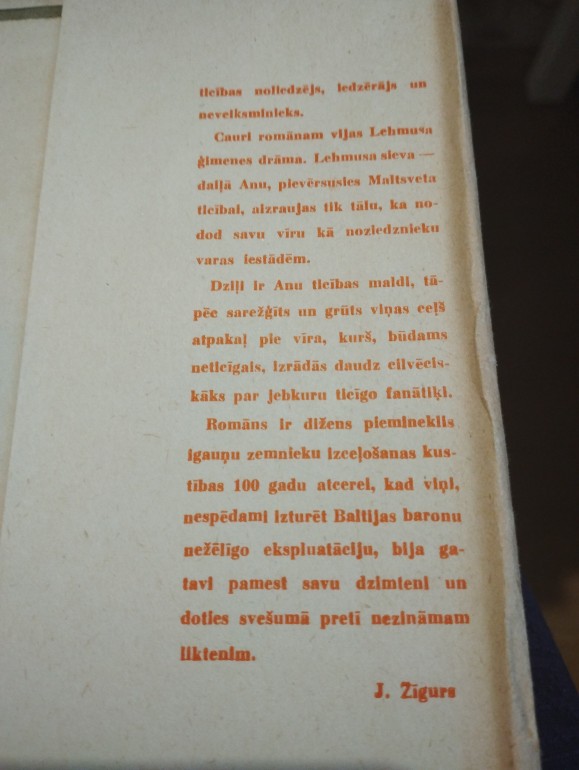 ticības noliedzējs, iedzērājs un
neveiksminieks.
Cauri romānam vijas Lehmusa
ģimenes drāma. Lehmusa sieva —
daiļā Anu, pievērsusies Maltsveta
ticībai, aizraujas tik tālu, ka no-
dod savu vīru kā noziedznieku
varas iestādēm.
Dziļi ir Anu ticības maldi, tā-
pēc sarežģīts un grūts viņas ceļš
atpakaļ pie vīra, kurš, būdams
neticīgais, izrādās daudz cilvēcis-
kāks par jebkuru ticīgo fanātiķi.
Romāns ir dižens piemineklis
igauņu zemnieku izceļošanas kus-
tības 100 gadu atcerei, kad viņi,
nespēdami izturēt Baltijas baronu
nežēlīgo ekspluatāciju, bija ga-
tavi pamest savu dzimteni un
doties svešumā pretī nezināmam
liktenim.
J. Žīgurs